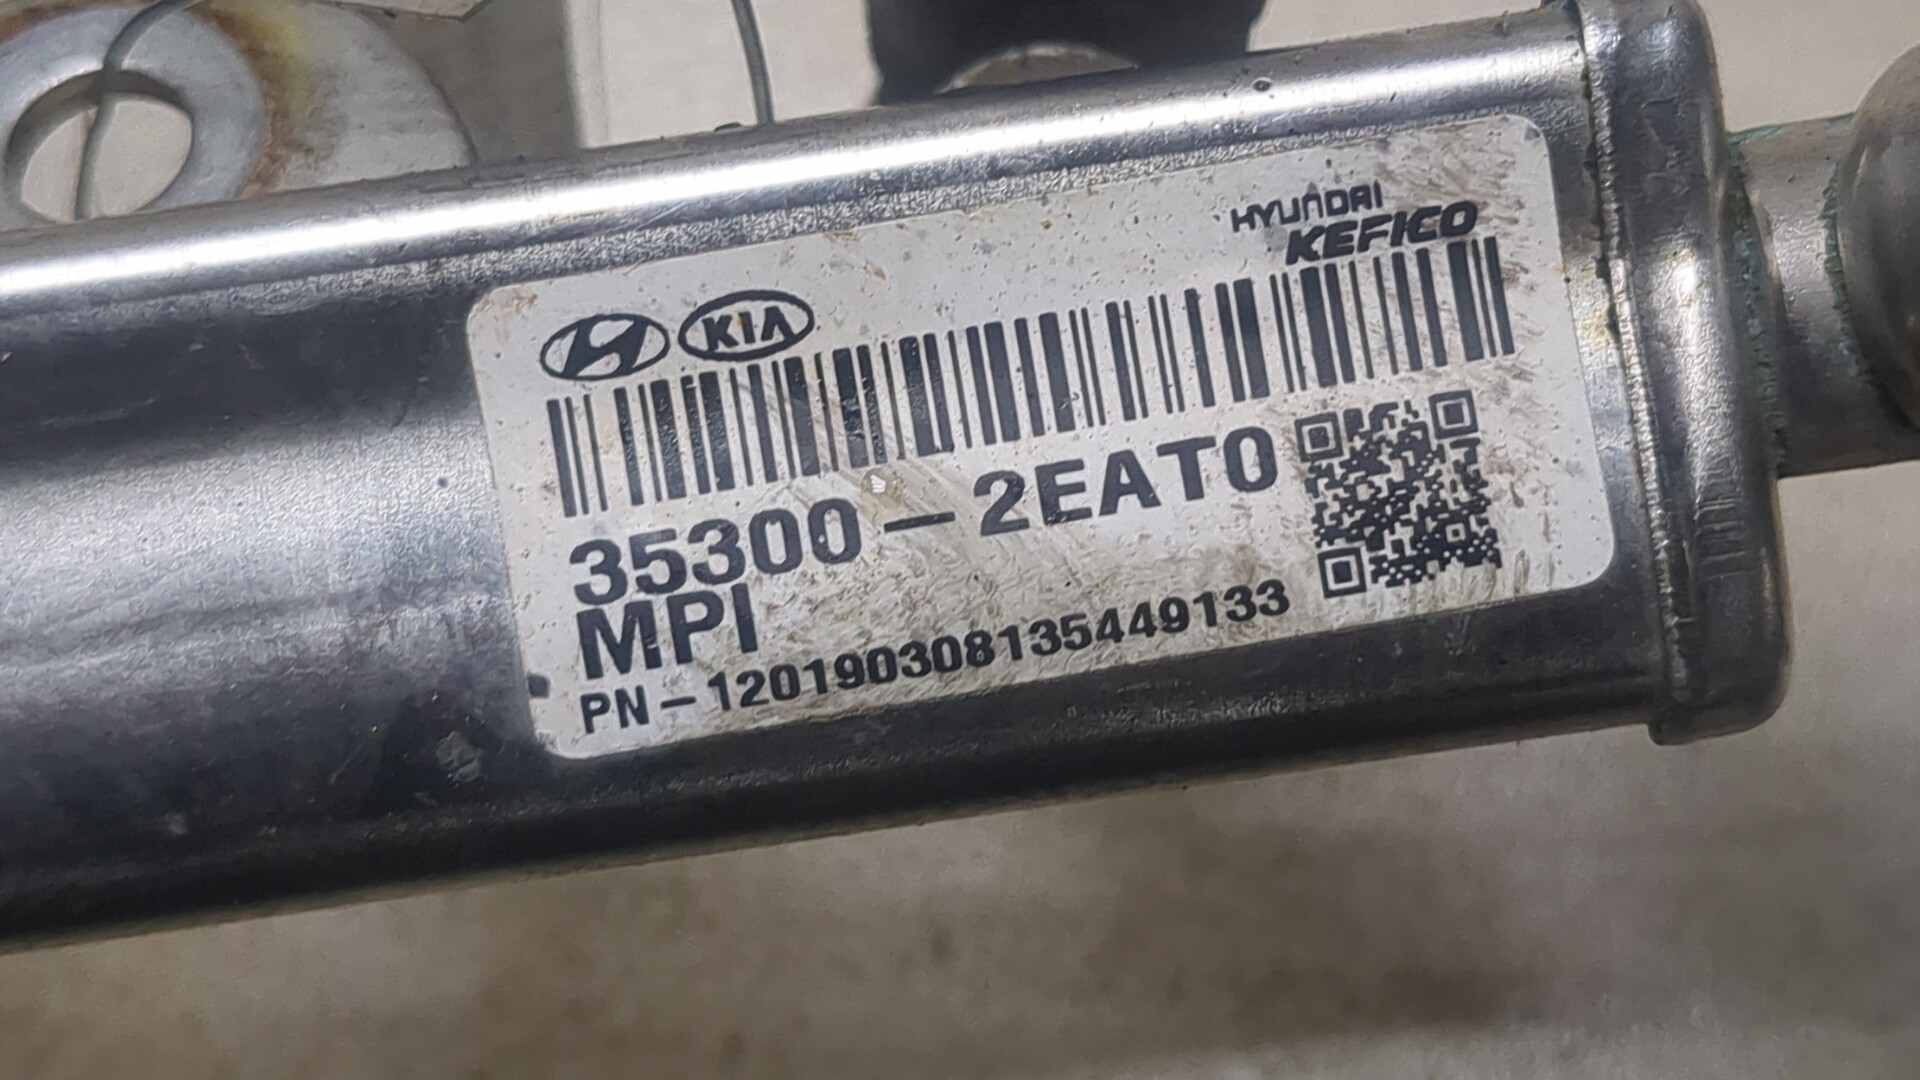 HYUNDAI
KEFICO
KIA
35300-2EAT0
MPI
PN-120190308135449133